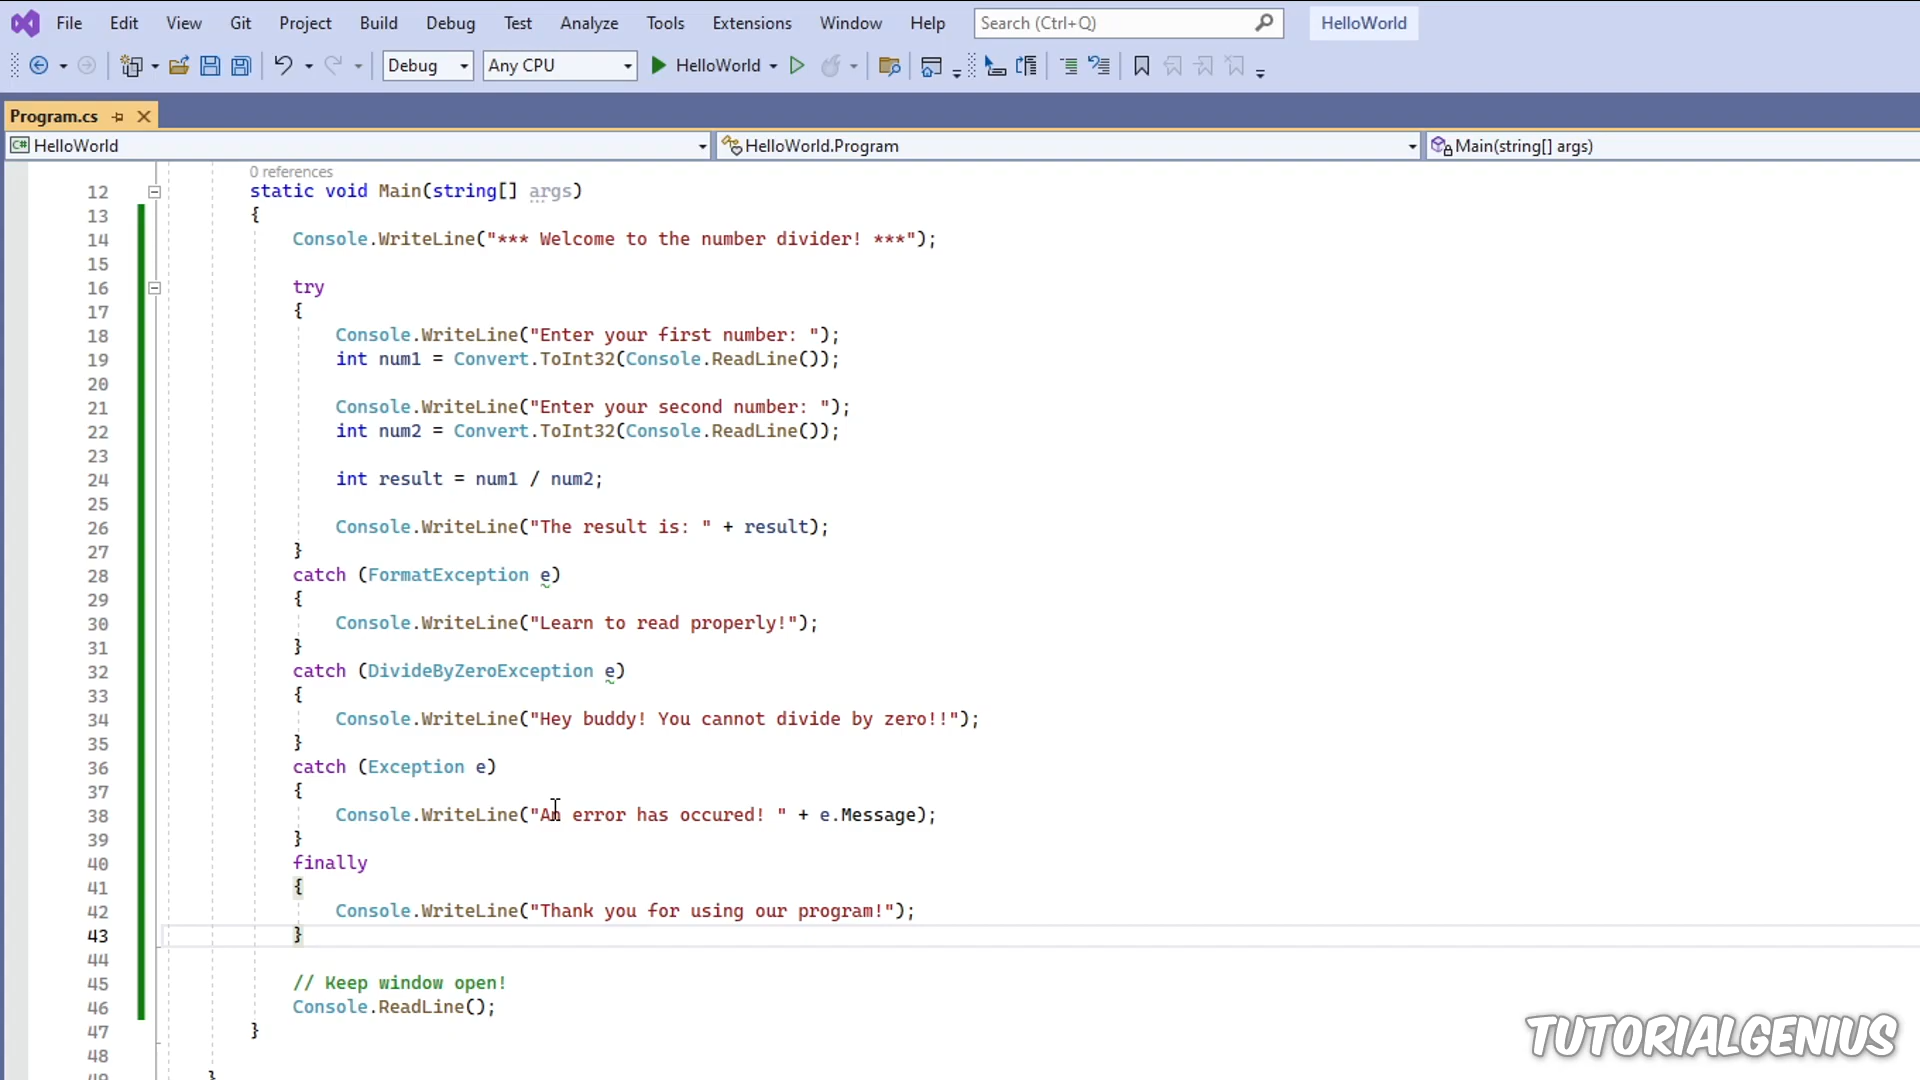 File Edit View Git Project Build Debug Test Analyze Tools Extensions Window Help Search (Ctrl+Q) HelloWorld
Debug Any CPU HelloWorld
Program.cs
C# HelloWorld HelloWorld.Program Main(string[] args)
0 references
12 static void Main(string[] args)
13 {
14 Console.WriteLine("*** Welcome to the number divider! ***");
15
16 try
17 {
18 Console.WriteLine("Enter your first number: ");
19 int num1 = Convert.ToInt32(Console.ReadLine());
20
21 Console.WriteLine("Enter your second number: ");
22 int num2 = Convert.ToInt32(Console.ReadLine());
23
24 int result = num1 / num2;
25
26 Console.WriteLine("The result is: " + result);
27 }
28 catch (FormatException e)
29 {
30 Console.WriteLine("Learn to read properly!");
31 }
32 catch (DivideByZeroException e)
33 {
34 Console.WriteLine("Hey buddy! You cannot divide by zero!!");
35 }
36 catch (Exception e)
37 {
38 Console.WriteLine("An error has occured! " + e.Message);
39 }
40 finally
41 {
42 Console.WriteLine("Thank you for using our program!");
43 }
44
45 // Keep window open!
46 Console.ReadLine();
47 }
48
49 }
TUTORIALGENIUS